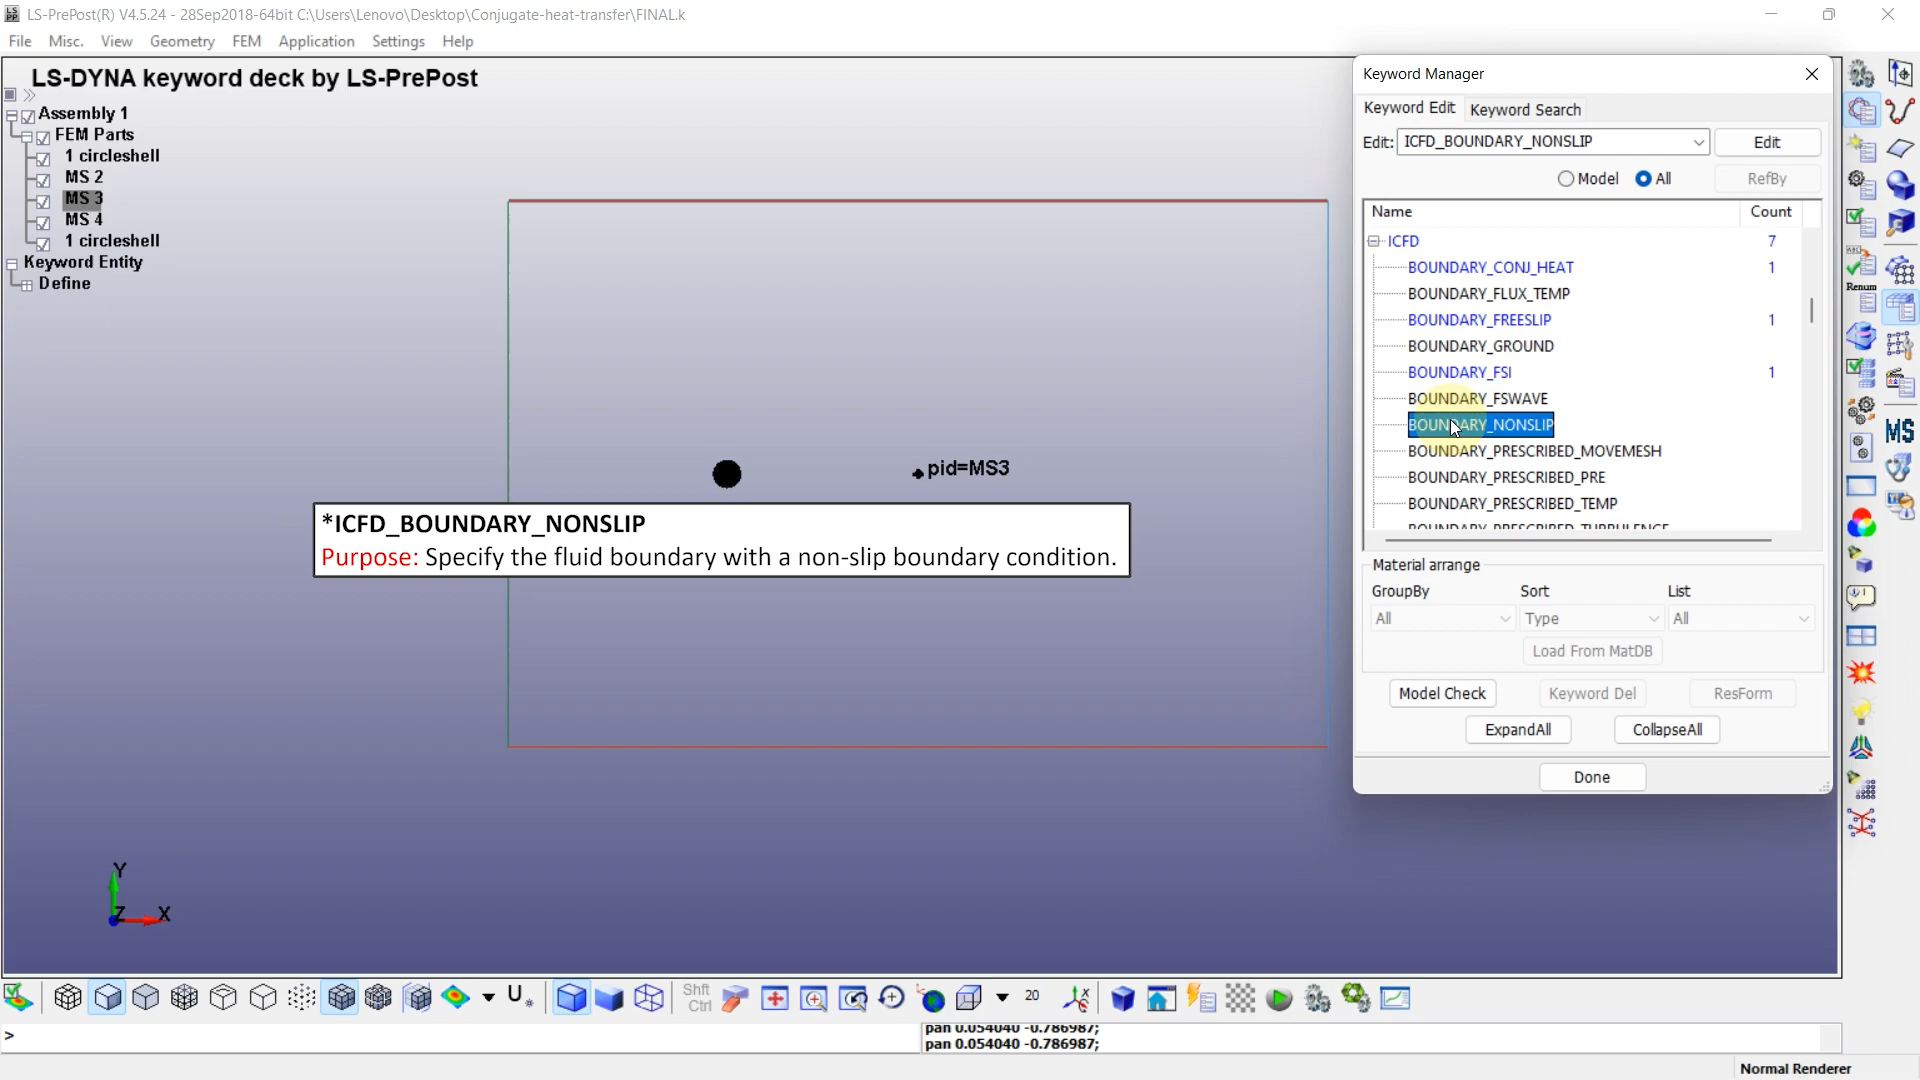 LS-PrePost(R) V4.5.24 - 28Sep2018-64bit C:\Users\Lenovo\Desktop\Conjugate-heat-transfer\FINAL.k
File Misc. View Geometry FEM Application Settings Help
LS-DYNA keyword deck by LS-PrePost
Assembly 1
FEM Parts
1 circleshell
MS 2
MS 3
MS 4
1 circleshell
Keyword Entity
Define
pid=MS3
*ICFD_BOUNDARY_NONSLIP
Purpose: Specify the fluid boundary with a non-slip boundary condition.
Y
Z X
Keyword Manager
Keyword Edit Keyword Search
Edit: ICFD_BOUNDARY_NONSLIP Edit
Model All RefBy
Name Count
ICFD 7
BOUNDARY_CONJ_HEAT 1
BOUNDARY_FLUX_TEMP
BOUNDARY_FREESLIP 1
BOUNDARY_GROUND
BOUNDARY_FSI 1
BOUNDARY_FSWAVE
BOUNDARY_NONSLIP
BOUNDARY_PRESCRIBED_MOVEMESH
BOUNDARY_PRESCRIBED_PRE
BOUNDARY_PRESCRIBED_TEMP
BOUNDARY_PRESCRIBED_TURBULENCE
Material arrange
GroupBy Sort List
All Type All
Load From MatDB
Model Check Keyword Del ResForm
ExpandAll CollapseAll
Done
Renum
MS
Shft
Ctrl
20
>
pan 0.054040 -0.786987;
pan 0.054040 -0.786987;
Normal Renderer